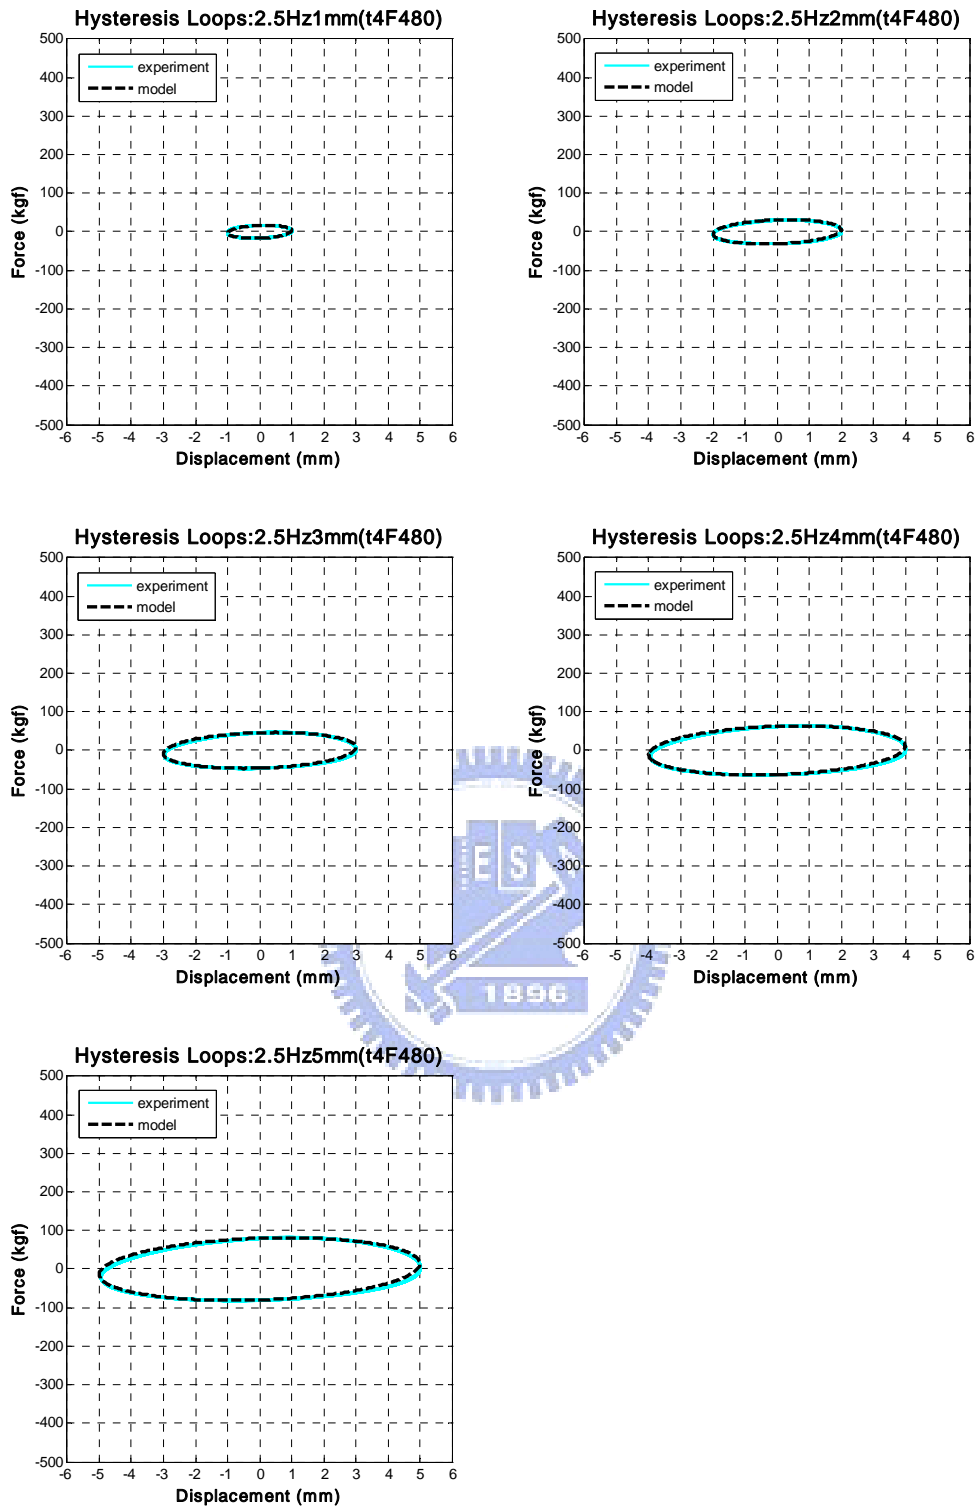 Hysteresis Loops:2.5Hz1mm(t4F480)
experiment
model
500
400
300
200
100
0
-100
-200
-300
-400
-500
Force (kgf)
-6 -5 -4 -3 -2 -1 0 1 2 3 4 5 6
Displacement (mm)
Hysteresis Loops:2.5Hz2mm(t4F480)
experiment
model
500
400
300
200
100
0
-100
-200
-300
-400
-500
Force (kgf)
-6 -5 -4 -3 -2 -1 0 1 2 3 4 5 6
Displacement (mm)
Hysteresis Loops:2.5Hz3mm(t4F480)
experiment
model
500
400
300
200
100
0
-100
-200
-300
-400
-500
Force (kgf)
-6 -5 -4 -3 -2 -1 0 1 2 3 4 5 6
Displacement (mm)
Hysteresis Loops:2.5Hz4mm(t4F480)
experiment
model
500
400
300
200
100
0
-100
-200
-300
-400
-500
Force (kgf)
-6 -5 -4 -3 -2 -1 0 1 2 3 4 5 6
Displacement (mm)
E S
1896
Hysteresis Loops:2.5Hz5mm(t4F480)
experiment
model
500
400
300
200
100
0
-100
-200
-300
-400
-500
Force (kgf)
-6 -5 -4 -3 -2 -1 0 1 2 3 4 5 6
Displacement (mm)